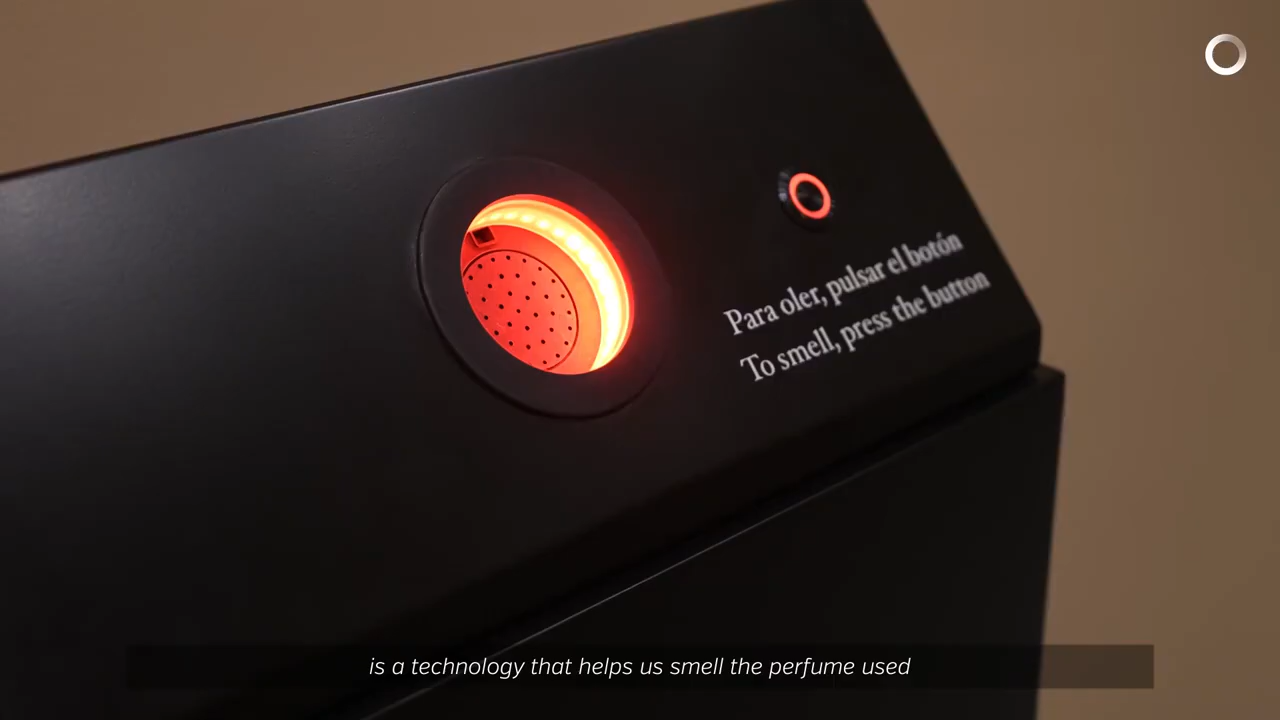 Para oler, pulsar el botón
To smell, press the button
is a technology that helps us smell the perfume used